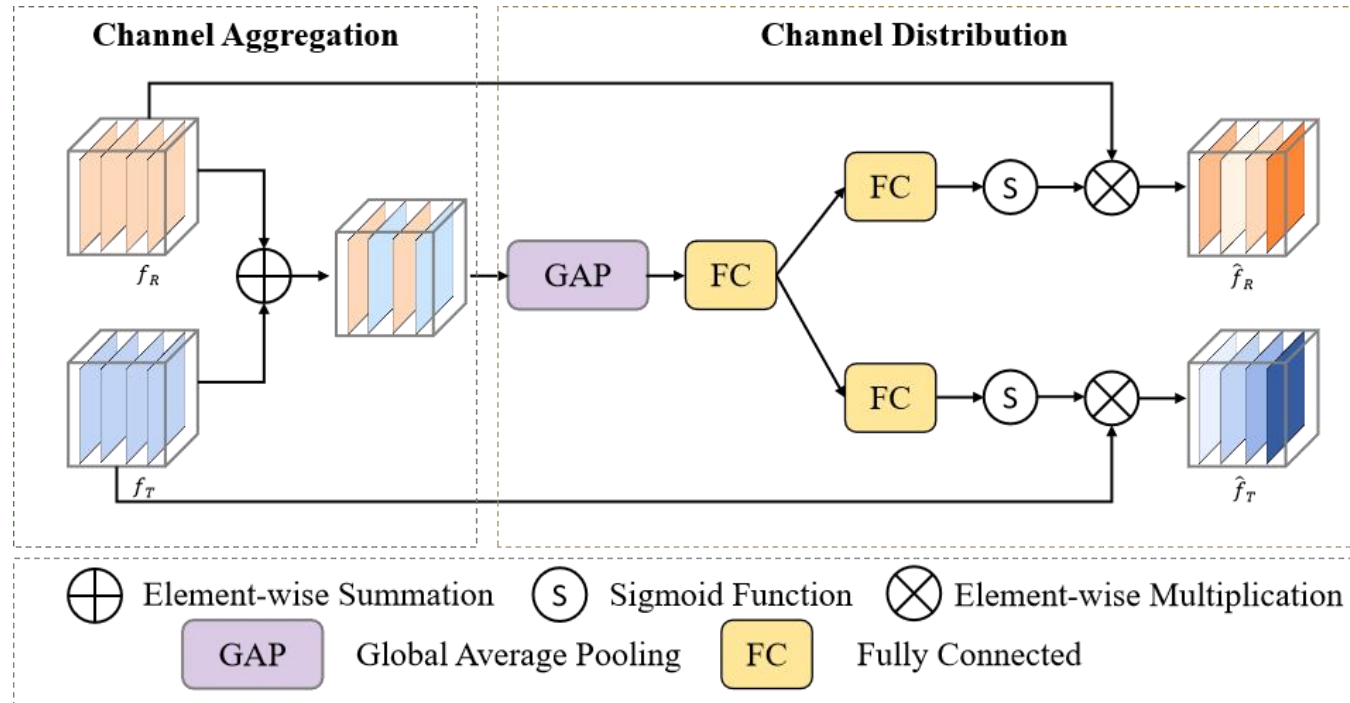 Channel Aggregation
Channel Distribution
f_R
f_T
GAP
FC
FC
S
FC
S
f̂_R
f̂_T
Element-wise Summation
S
Sigmoid Function
Element-wise Multiplication
GAP
Global Average Pooling
FC
Fully Connected